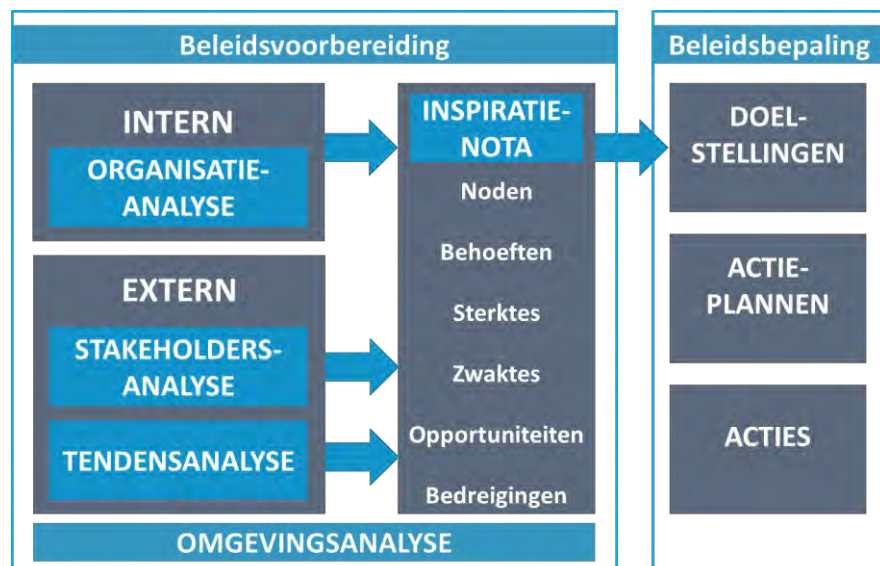 Beleidsvoorbereiding
INTERN
ORGANISATIE-
ANALYSE
EXTERN
STAKEHOLDERS-
ANALYSE
TENDENSANALYSE
INSPIRATIE-
NOTA
Noden
Behoeften
Sterktes
Zwaktes
Opportuniteiten
Bedreigingen
OMGEVINGSANALYSE
Beleidsbepaling
DOEL-
STELLINGEN
ACTIE-
PLANNEN
ACTIES